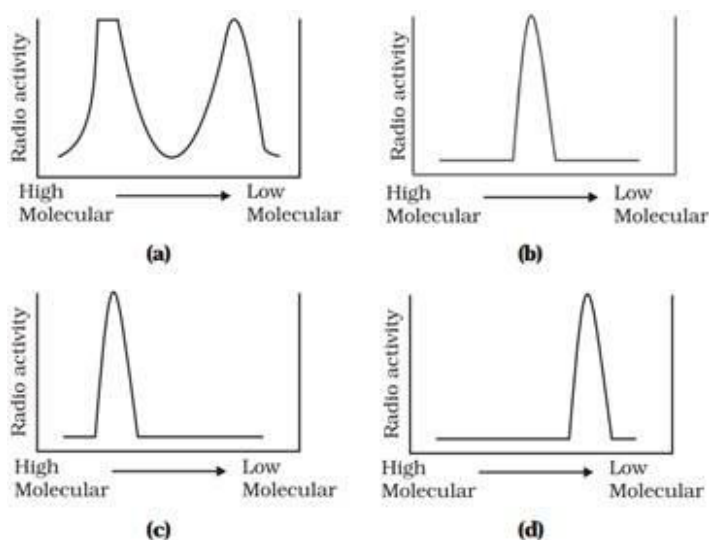 Radio activity
High Low
Molecular Molecular
(a)
Radio activity
High Low
Molecular Molecular
(b)
Radio activity
High Low
Molecular Molecular
(c)
Radio activity
High Low
Molecular Molecular
(d)